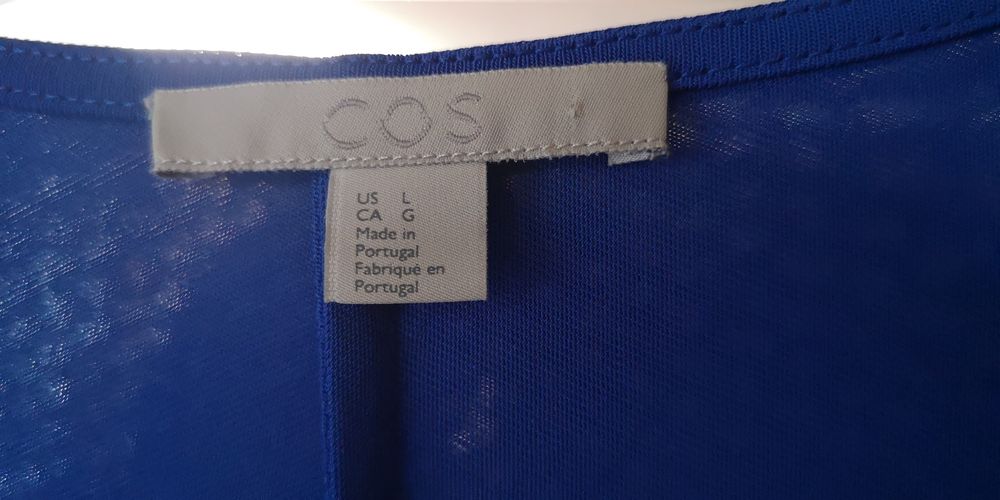 COS
US L
CA G
Made in
Portugal
Fabriqué en
Portugal